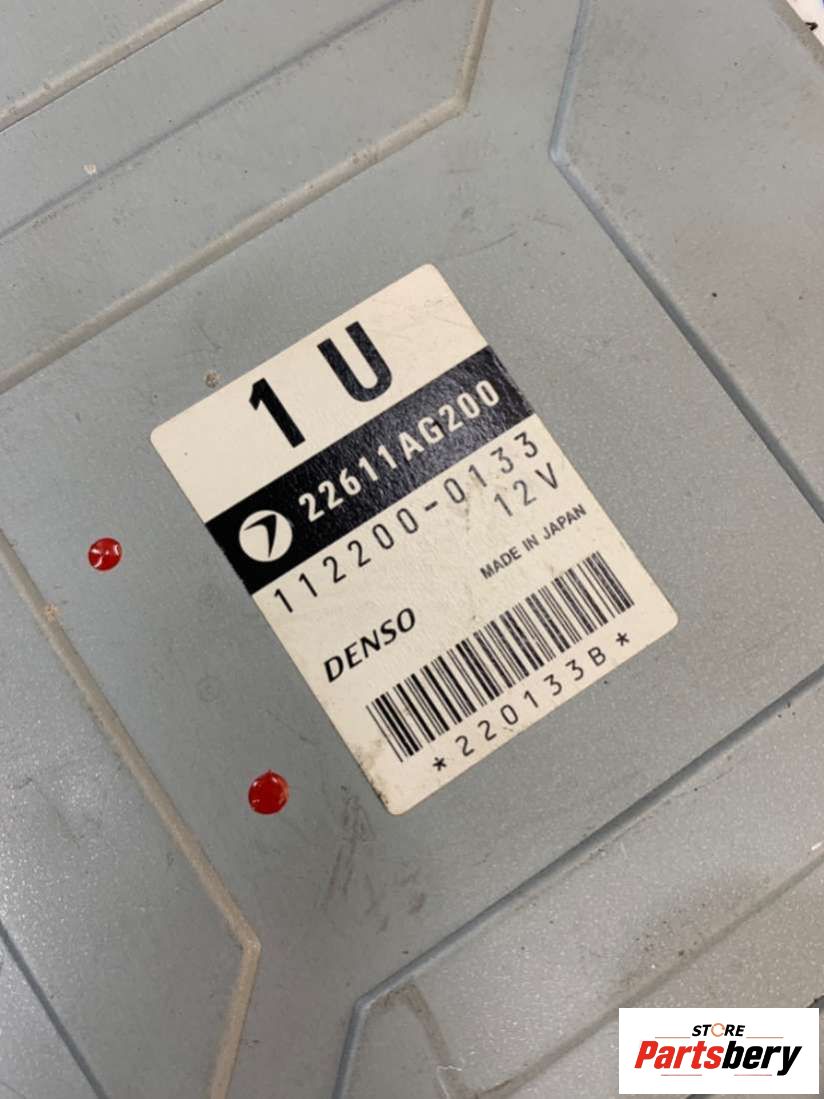 1 U
22611AG200
112200-0133
12V
DENSO
MADE IN JAPAN
*220133B*
STORE
Partsbery